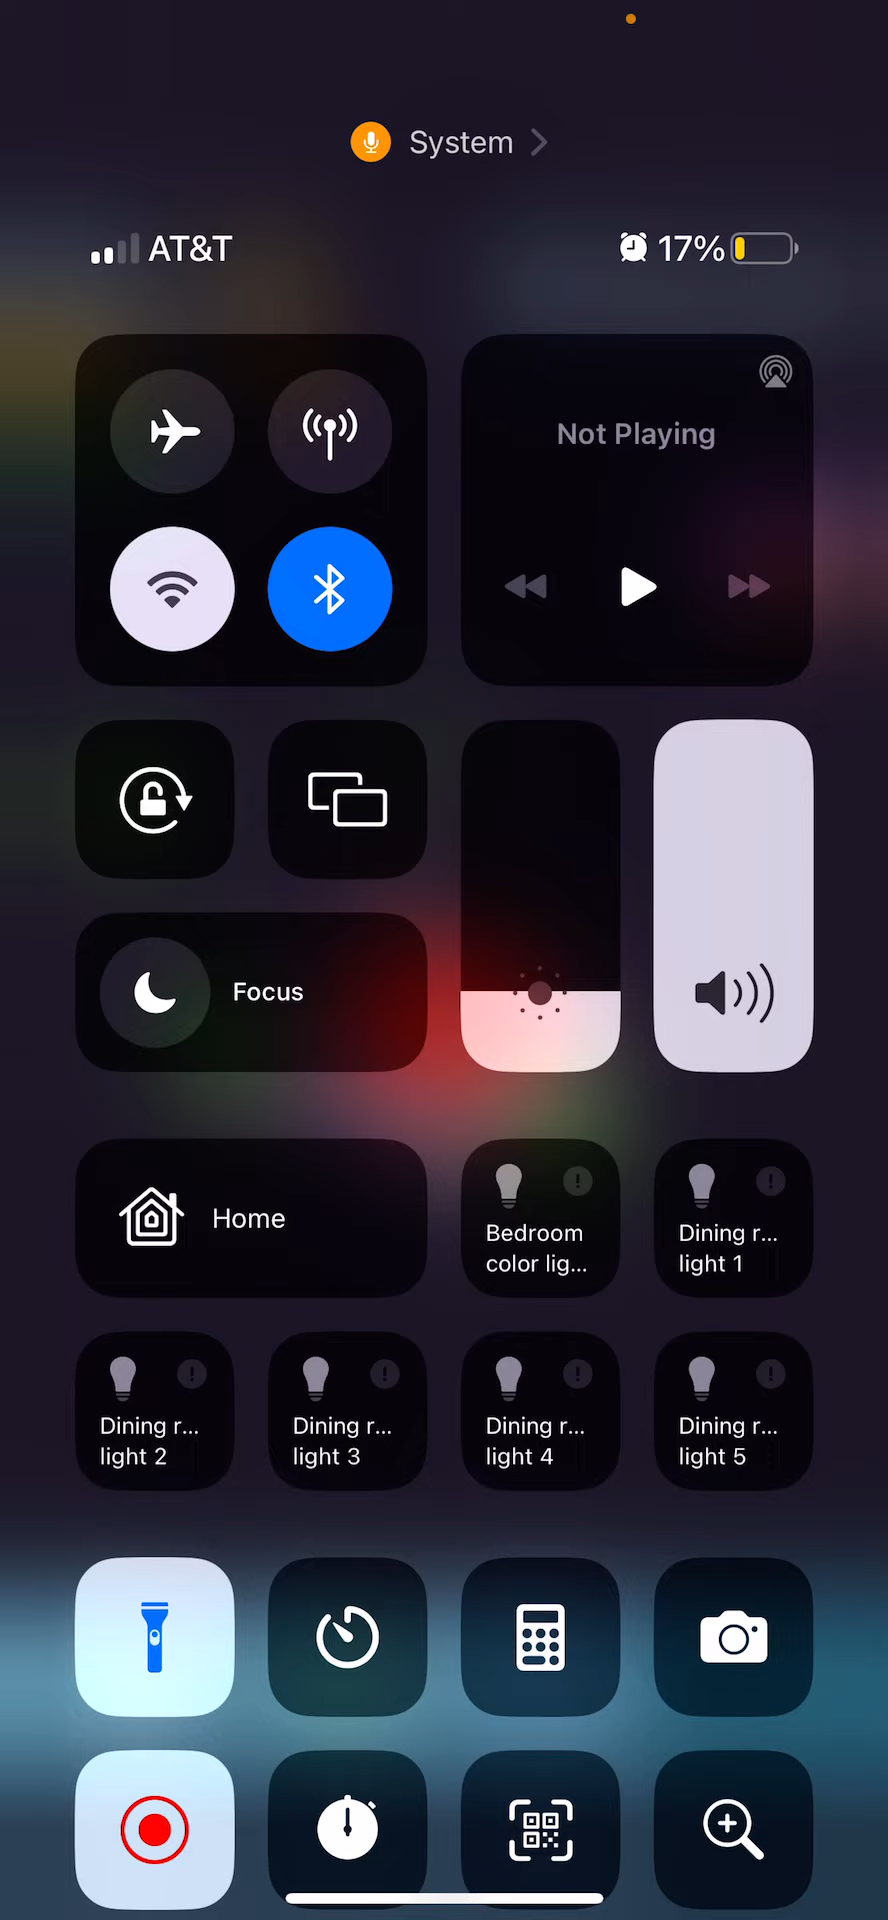 System
AT&T 17%
Not Playing
Focus
Home
Bedroom
color lig...
Dining r...
light 1
Dining r...
light 2
Dining r...
light 3
Dining r...
light 4
Dining r...
light 5